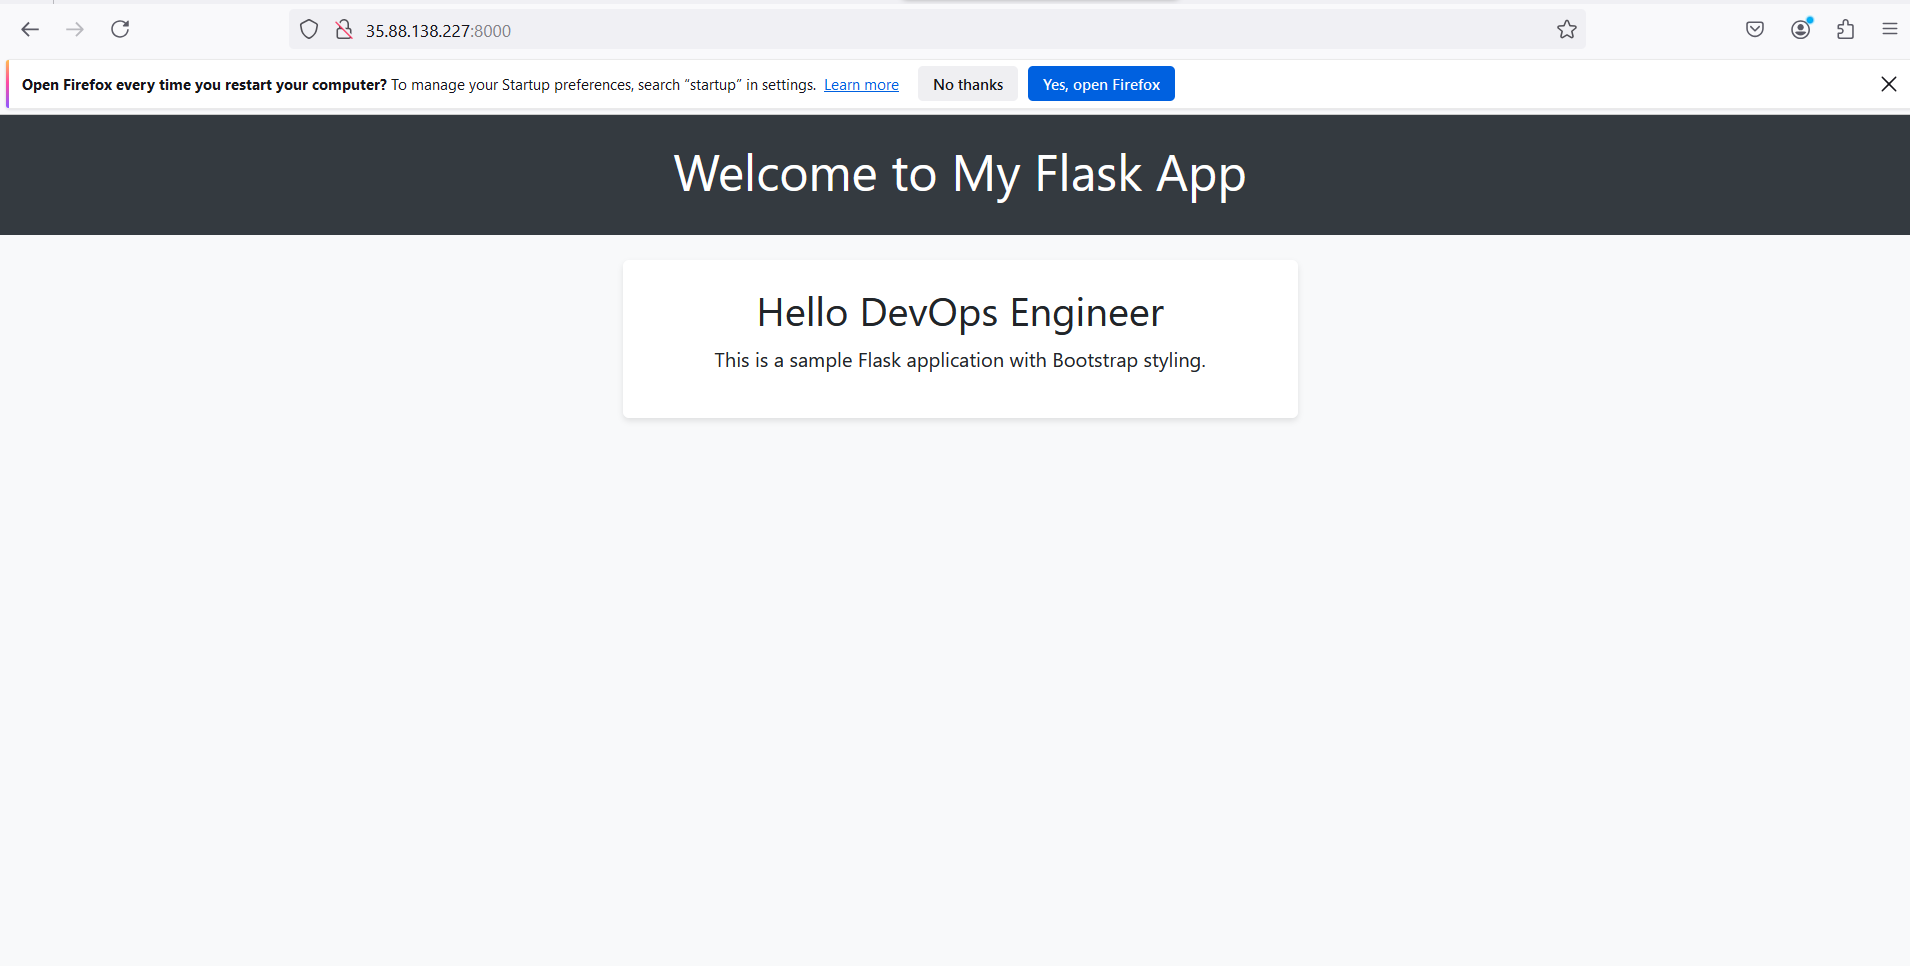 35.88.138.227:8000
Open Firefox every time you restart your computer? To manage your Startup preferences, search “startup” in settings. Learn more No thanks Yes, open Firefox
Welcome to My Flask App
Hello DevOps Engineer
This is a sample Flask application with Bootstrap styling.